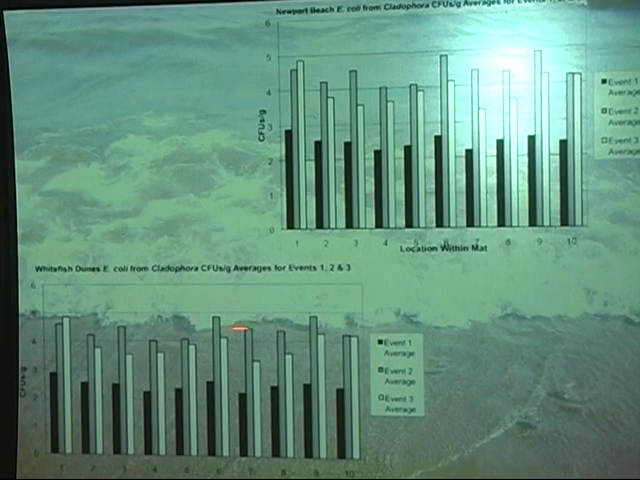 Newport Beach E. coli from Cladophora CFUs/g Averages for Events 1,
6
5
4
3
2
1
0
CFUs/g
1 2 3 4 5 6 7 8 9 10
Location Within Mat
Event 1
Average
Event 2
Average
Event 3
Average
Whitefish Dunes E. coli from Cladophora CFUs/g Averages for Events 1, 2 & 3
6
4
3
2
1
0
CFUs/g
1 2 3 4 5 6 7 8 9 10
Event 1
Average
Event 2
Average
Event 3
Average